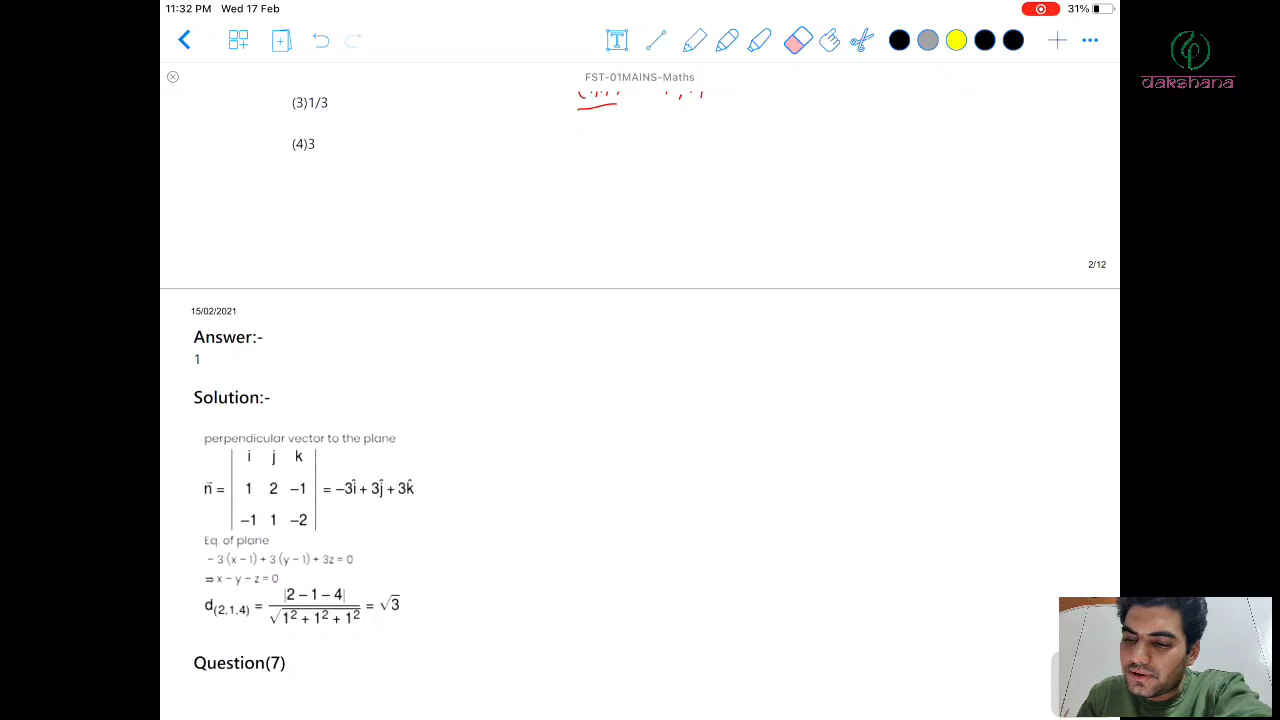 11:32 PM Wed 17 Feb
31%
dakshana
FST-01MAINS-Maths
(3)1/3
(4)3
2/12
15/02/2021
Answer:-
1
Solution:-
perpendicular vector to the plane
n⃗ = | i j k |
| 1 2 −1 | = −3î + 3ĵ + 3k̂
| −1 1 −2 |
Eq. of plane
− 3 (x − 1) + 3 (y − 1) + 3z = 0
⇒ x − y − z = 0
d(2,1,4) = |2 − 1 − 4| / √1² + 1² + 1² = √3
Question(7)